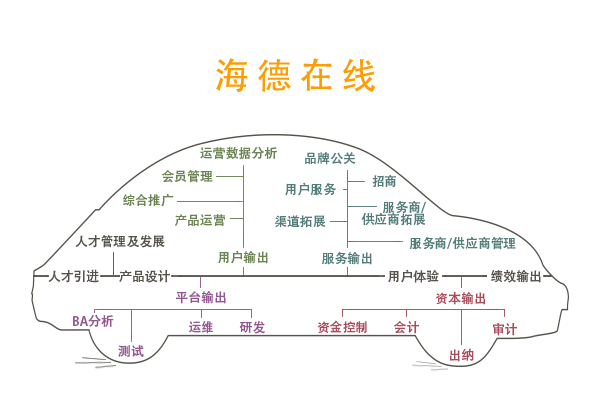 海德在线
运营数据分析
品牌公关
会员管理
招商
用户服务
综合推广
服务商/
供应商拓展
产品运营
渠道拓展
人才管理及发展
服务商/供应商管理
用户输出
服务输出
人才引进
产品设计
用户体验
绩效输出
平台输出
资本输出
BA分析
运维
研发
资金控制
会计
审计
测试
出纳